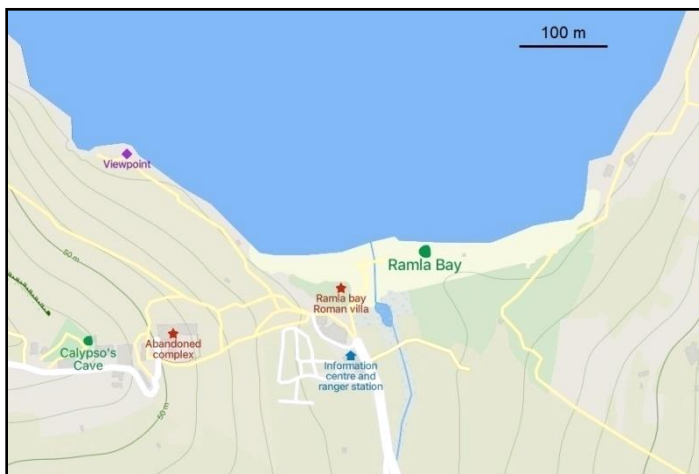 100 m
Viewpoint
Ramla Bay
Ramla bay
Roman villa
50 m
Abandoned
complex
Calypso's
Cave
Information
centre and
ranger station
50 m